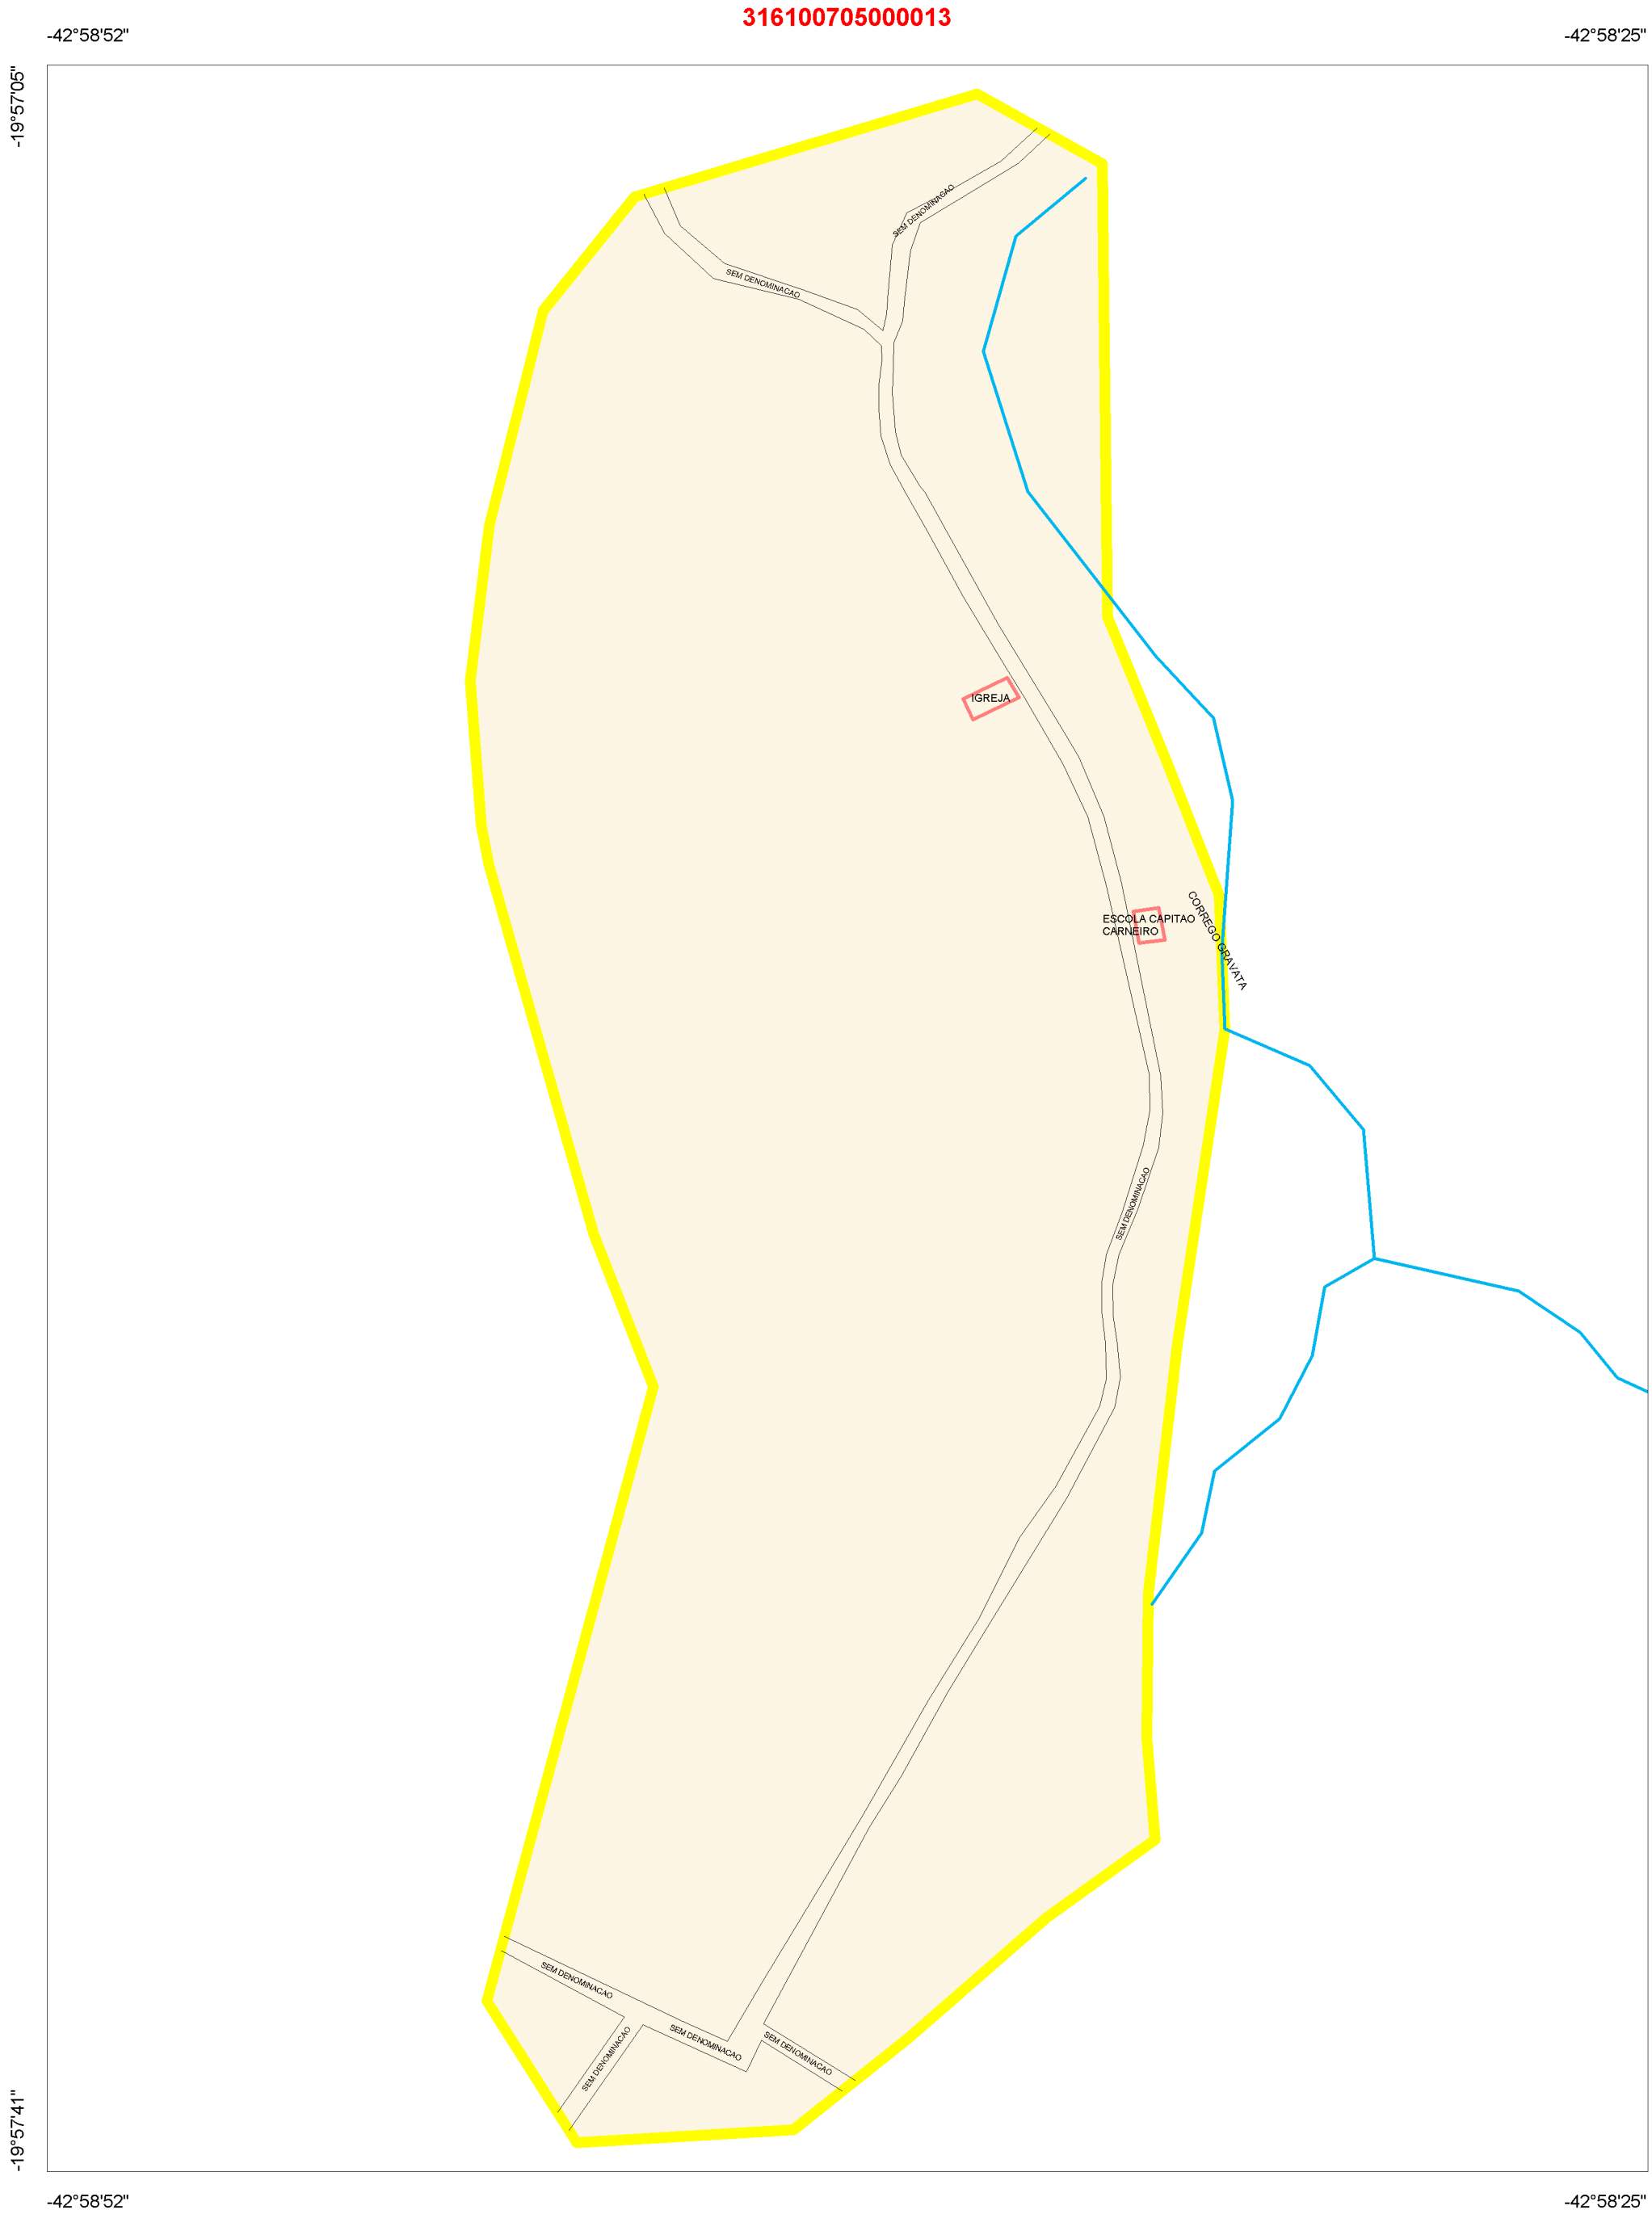 316100705000013
-42°58'52" -42°58'25"
-19°57'05"
SEM DENOMINACAO
SEM DENOMINACAO
IGREJA
ESCOLA CAPITAO
CARNEIRO
CORREGO GRAVATA
SEM DENOMINACAO
SEM DENOMINACAO
SEM DENOMINACAO
SEM DENOMINACAO
SEM DENOMINACAO
-19°57'41"
-42°58'52" -42°58'25"